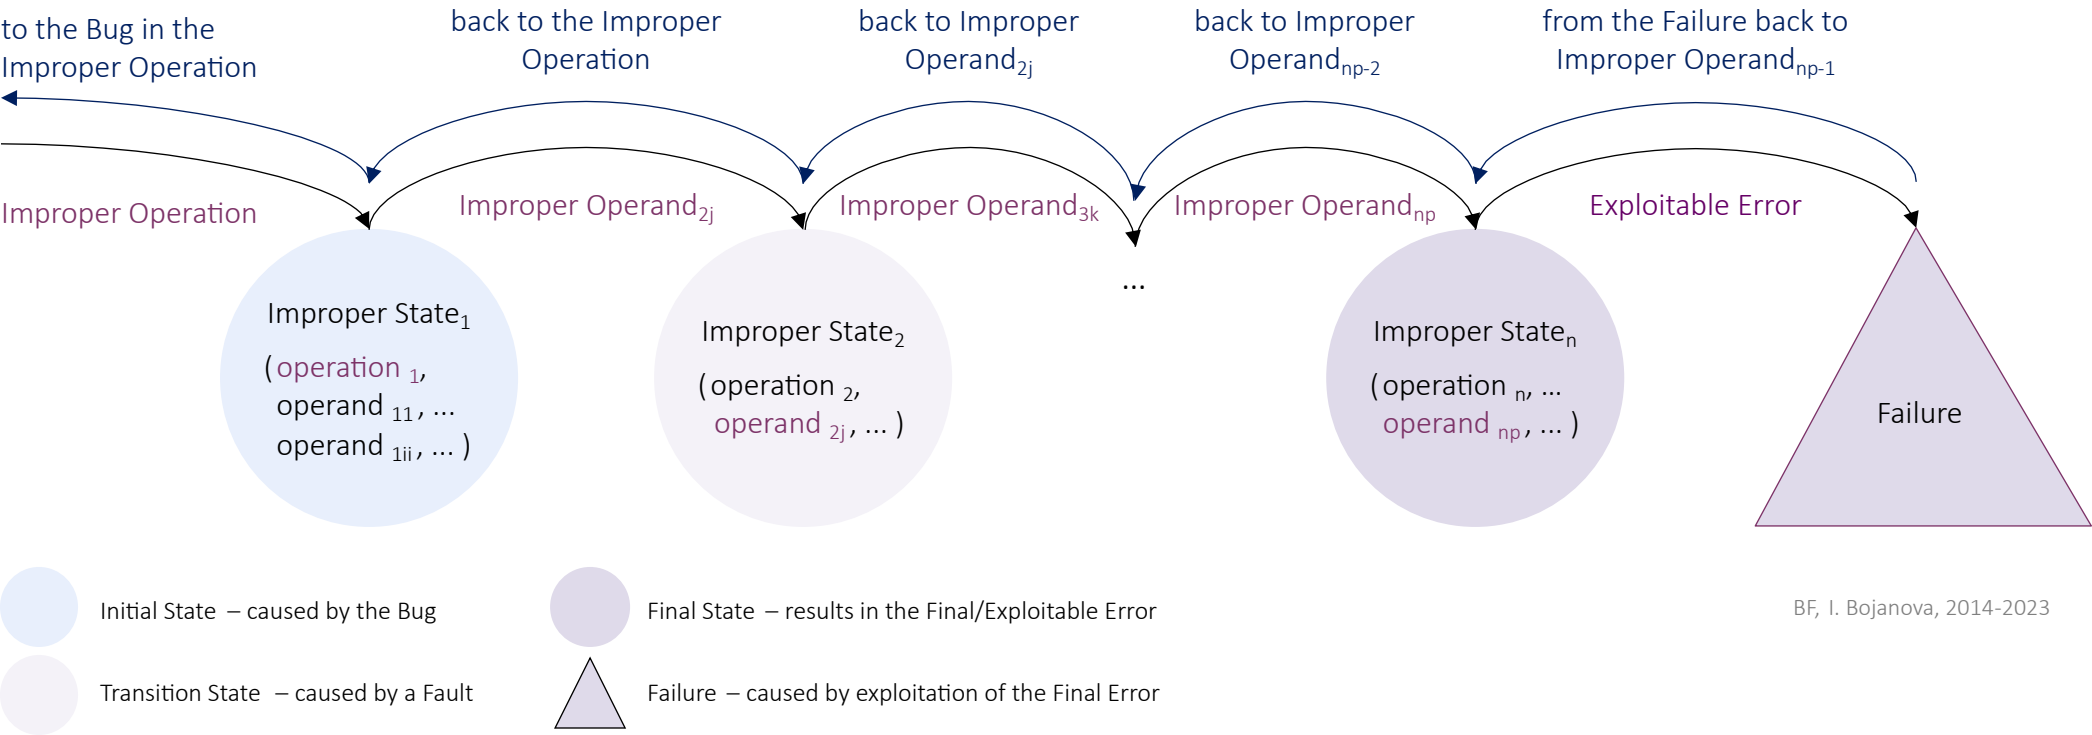 to the Bug in the
Improper Operation
back to the Improper
Operation
back to Improper
Operand2j
back to Improper
Operandnp-2
from the Failure back to
Improper Operandnp-1
Improper Operation
Improper Operand2j
Improper Operand3k
Improper Operandnp
Exploitable Error
Improper State1
(operation 1,
operand 11, ...
operand 1ii, ... )
Improper State2
(operation 2,
operand 2j, ... )
...
Improper Staten
(operation n, ...
operand np, ... )
Failure
Initial State – caused by the Bug
Transition State – caused by a Fault
Final State – results in the Final/Exploitable Error
Failure – caused by exploitation of the Final Error
BF, I. Bojanova, 2014-2023